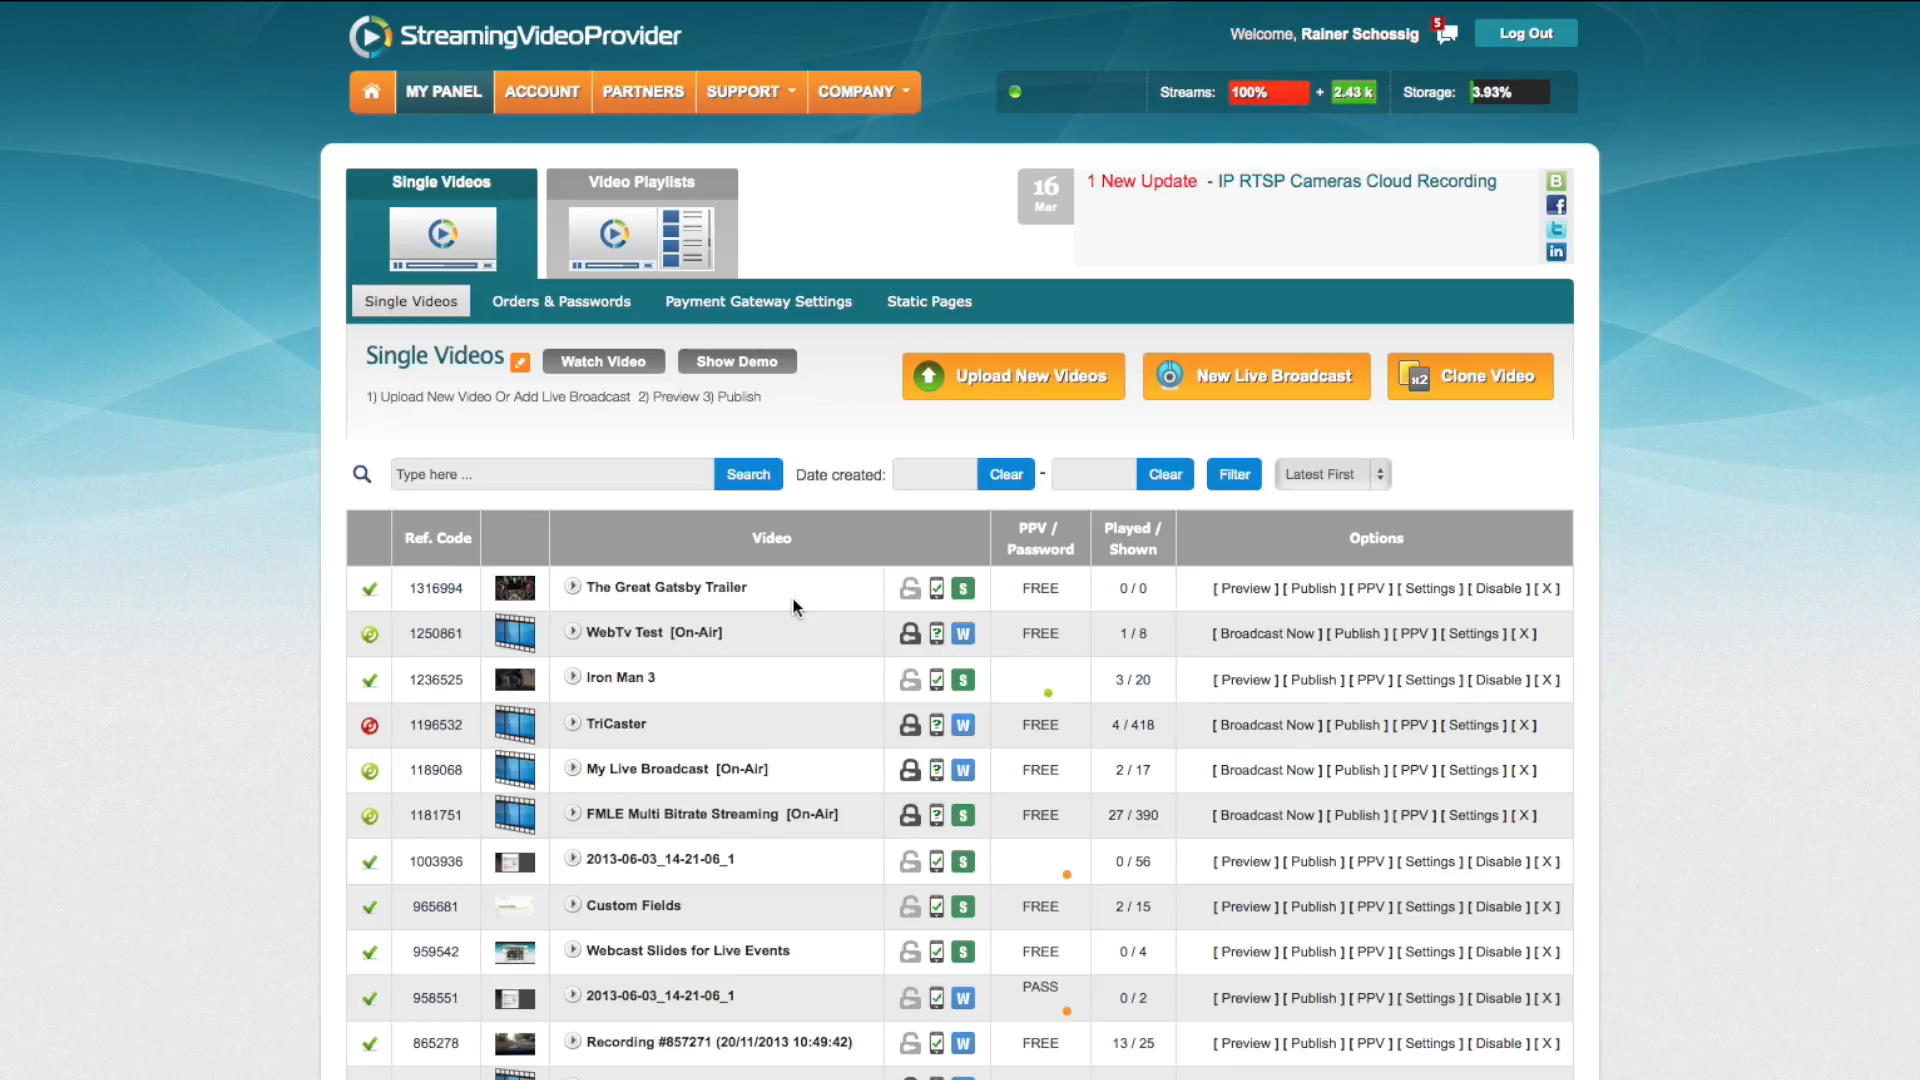 StreamingVideoProvider
Welcome, Rainer Schossig
5
Log Out
MY PANEL
ACCOUNT
PARTNERS
SUPPORT
COMPANY
Streams: 100% + 2.43 k
Storage: 3.93%
Single Videos
Video Playlists
16
Mar
1 New Update - IP RTSP Cameras Cloud Recording
B
f
t
in
Single Videos
Orders & Passwords
Payment Gateway Settings
Static Pages
Single Videos
Watch Video
Show Demo
1) Upload New Video Or Add Live Broadcast 2) Preview 3) Publish
Upload New Videos
New Live Broadcast
x2
Clone Video
Type here ...
Search
Date created:
Clear
-
Clear
Filter
Latest First
Ref. Code
Video
PPV /
Password
Played /
Shown
Options
1316994 The Great Gatsby Trailer S FREE 0 / 0 [ Preview ] [ Publish ] [ PPV ] [ Settings ] [ Disable ] [ X ]
1250861 WebTv Test [On-Air] ? W FREE 1 / 8 [ Broadcast Now ] [ Publish ] [ PPV ] [ Settings ] [ X ]
1236525 Iron Man 3 S 3 / 20 [ Preview ] [ Publish ] [ PPV ] [ Settings ] [ Disable ] [ X ]
1196532 TriCaster ? W FREE 4 / 418 [ Broadcast Now ] [ Publish ] [ PPV ] [ Settings ] [ X ]
1189068 My Live Broadcast [On-Air] ? W FREE 2 / 17 [ Broadcast Now ] [ Publish ] [ PPV ] [ Settings ] [ X ]
1181751 FMLE Multi Bitrate Streaming [On-Air] ? S FREE 27 / 390 [ Broadcast Now ] [ Publish ] [ PPV ] [ Settings ] [ X ]
1003936 2013-06-03_14-21-06_1 S 0 / 56 [ Preview ] [ Publish ] [ PPV ] [ Settings ] [ Disable ] [ X ]
965681 Custom Fields S FREE 2 / 15 [ Preview ] [ Publish ] [ PPV ] [ Settings ] [ Disable ] [ X ]
959542 Webcast Slides for Live Events S FREE 0 / 4 [ Preview ] [ Publish ] [ PPV ] [ Settings ] [ Disable ] [ X ]
958551 2013-06-03_14-21-06_1 W PASS 0 / 2 [ Preview ] [ Publish ] [ PPV ] [ Settings ] [ Disable ] [ X ]
865278 Recording #857271 (20/11/2013 10:49:42) W FREE 13 / 25 [ Preview ] [ Publish ] [ PPV ] [ Settings ] [ Disable ] [ X ]